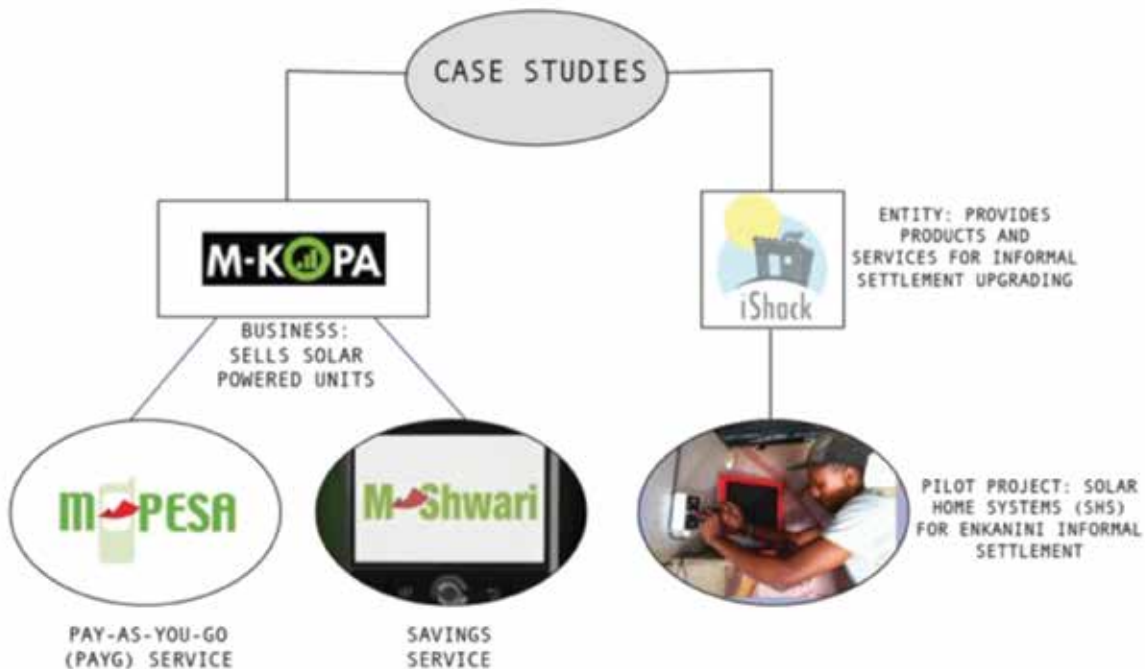 CASE STUDIES
M-KOPA
BUSINESS:
SELLS SOLAR
POWERED UNITS
iShack
ENTITY: PROVIDES
PRODUCTS AND
SERVICES FOR INFORMAL
SETTLEMENT UPGRADING
m-PESA
PAY-AS-YOU-GO
(PAYG) SERVICE
M-Shwari
SAVINGS
SERVICE
PILOT PROJECT: SOLAR
HOME SYSTEMS (SHS)
FOR ENKANINI INFORMAL
SETTLEMENT